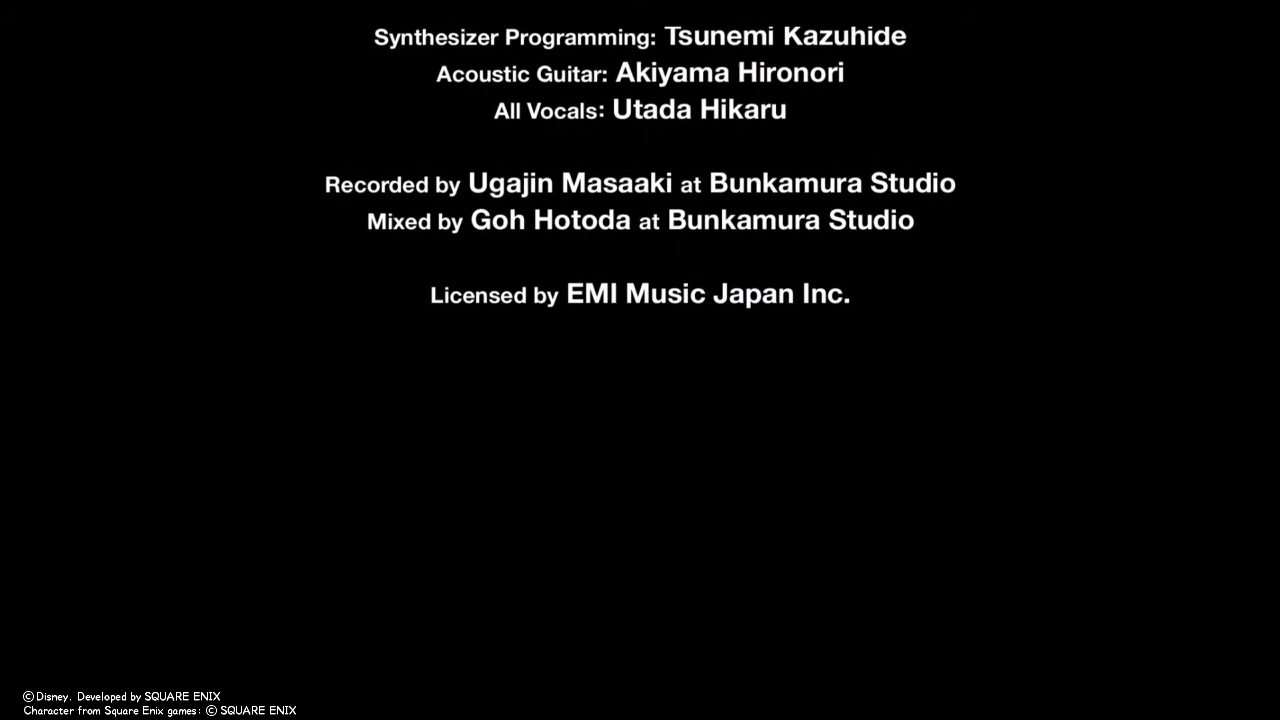 Synthesizer Programming: Tsunemi Kazuhide
Acoustic Guitar: Akiyama Hironori
All Vocals: Utada Hikaru
Recorded by Ugajin Masaaki at Bunkamura Studio
Mixed by Goh Hotoda at Bunkamura Studio
Licensed by EMI Music Japan Inc.
©Disney. Developed by SQUARE ENIX
Character from Square Enix games: © SQUARE ENIX